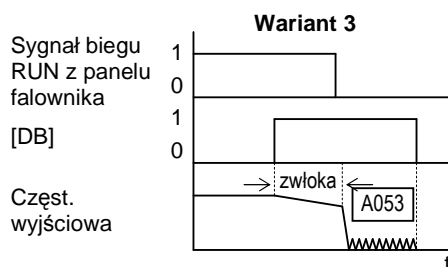 Wariant 3
Sygnał biegu
RUN z panelu
falownika
1
0
[DB]
1
0
Częst.
wyjściowa
zwłoka
A053
t